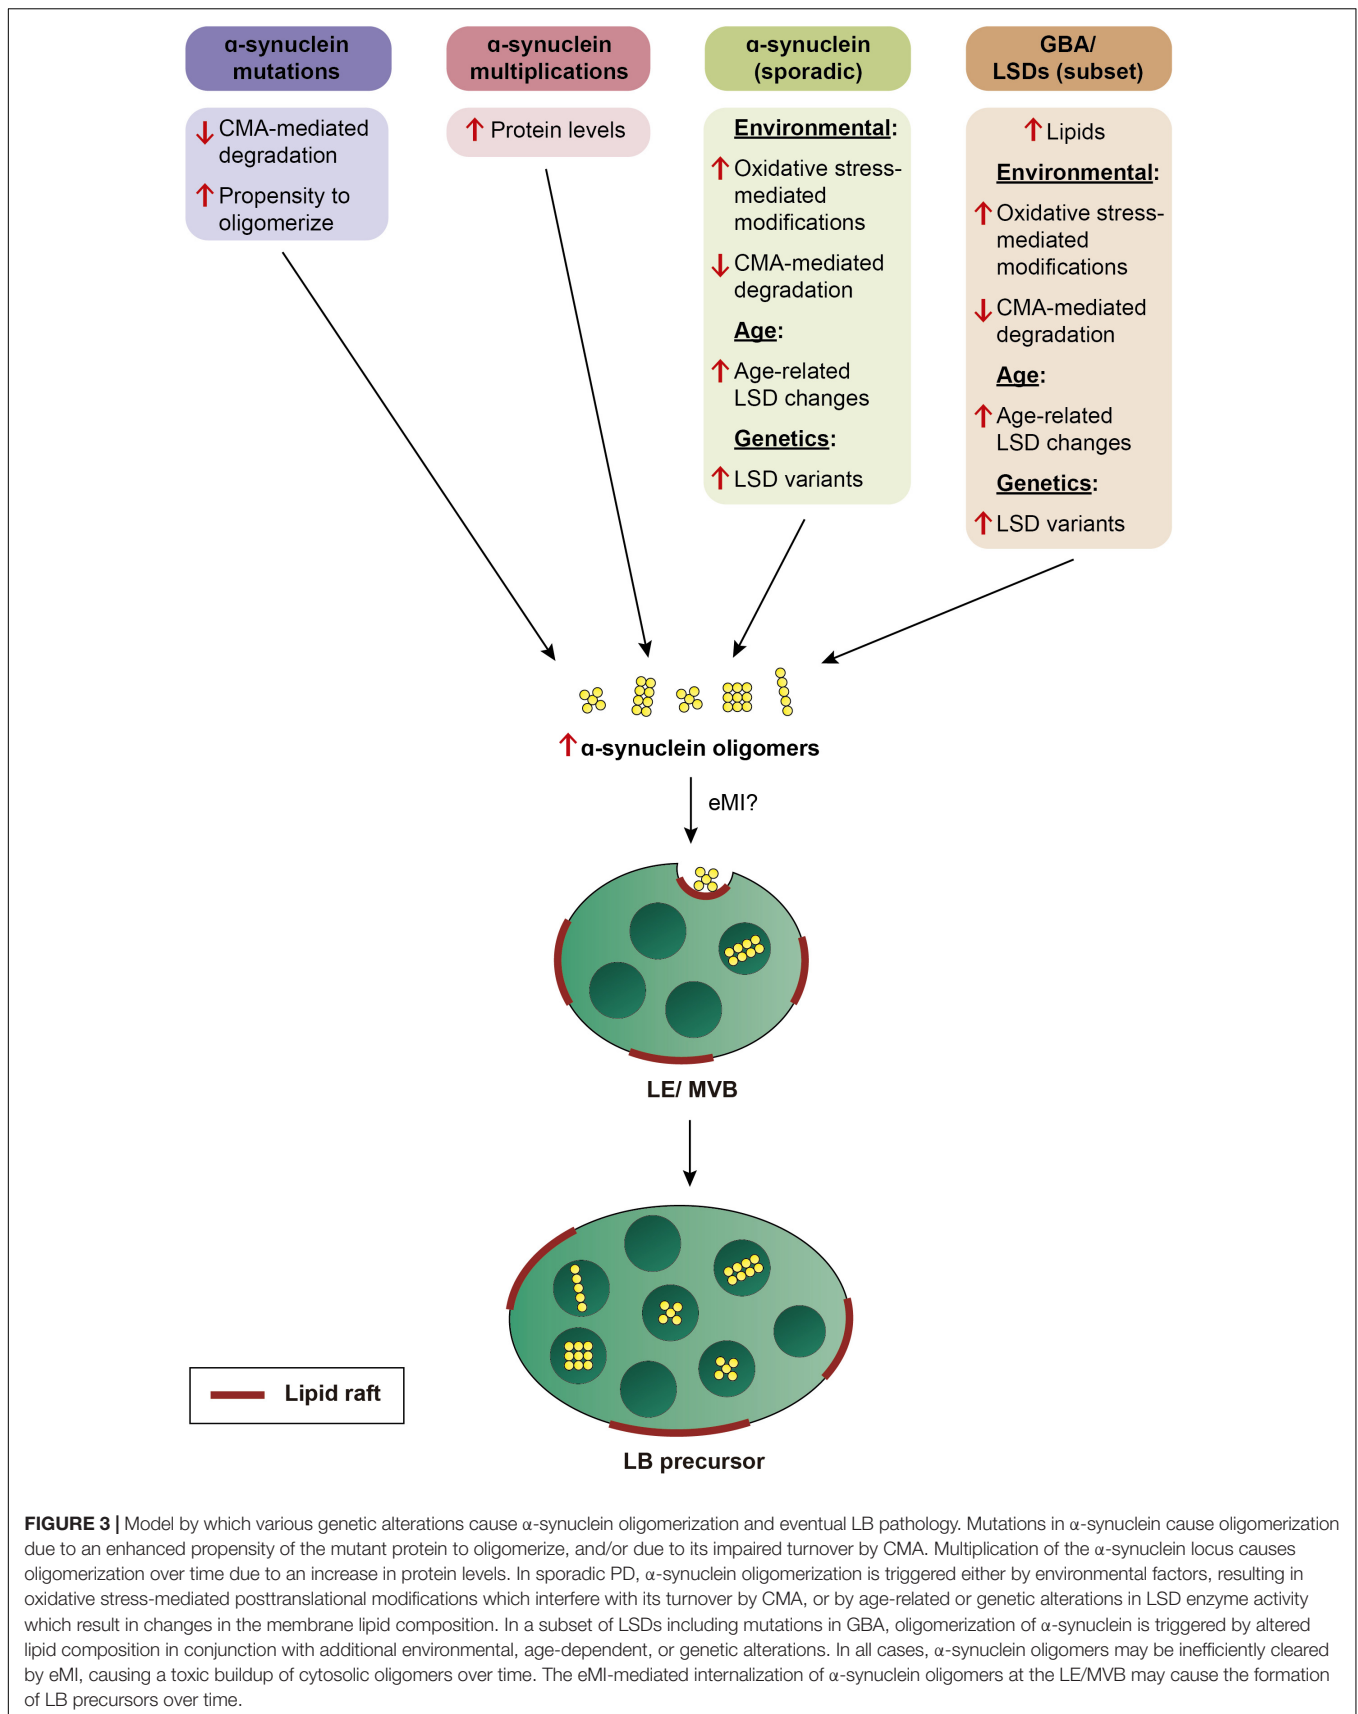 α-synuclein
mutations
α-synuclein
multiplications
α-synuclein
(sporadic)
GBA/
LSDs (subset)
↓ CMA-mediated
degradation
↑ Propensity to
oligomerize
↑ Protein levels
Environmental:
↑ Oxidative stress-
mediated
modifications
↓ CMA-mediated
degradation
Age:
↑ Age-related
LSD changes
Genetics:
↑ LSD variants
↑ Lipids
Environmental:
↑ Oxidative stress-
mediated
modifications
↓ CMA-mediated
degradation
Age:
↑ Age-related
LSD changes
Genetics:
↑ LSD variants
↑ α-synuclein oligomers
eMI?
LE/ MVB
Lipid raft
LB precursor
FIGURE 3 | Model by which various genetic alterations cause α-synuclein oligomerization and eventual LB pathology. Mutations in α-synuclein cause oligomerization
due to an enhanced propensity of the mutant protein to oligomerize, and/or due to its impaired turnover by CMA. Multiplication of the α-synuclein locus causes
oligomerization over time due to an increase in protein levels. In sporadic PD, α-synuclein oligomerization is triggered either by environmental factors, resulting in
oxidative stress-mediated posttranslational modifications which interfere with its turnover by CMA, or by age-related or genetic alterations in LSD enzyme activity
which result in changes in the membrane lipid composition. In a subset of LSDs including mutations in GBA, oligomerization of α-synuclein is triggered by altered
lipid composition in conjunction with additional environmental, age-dependent, or genetic alterations. In all cases, α-synuclein oligomers may be inefficiently cleared
by eMI, causing a toxic buildup of cytosolic oligomers over time. The eMI-mediated internalization of α-synuclein oligomers at the LE/MVB may cause the formation
of LB precursors over time.